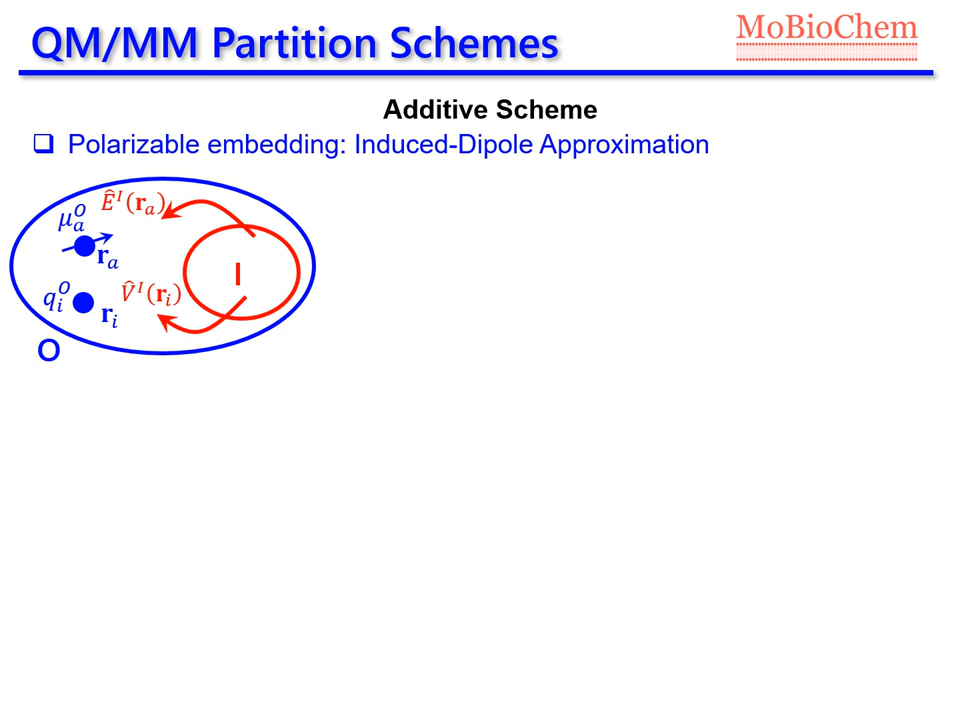 QM/MM Partition Schemes
MoBioChem
Additive Scheme
❑ Polarizable embedding: Induced-Dipole Approximation
μ_a^O Ê^I(r_a)
r_a
I
q_i^O V̂^I(r_i)
r_i
O